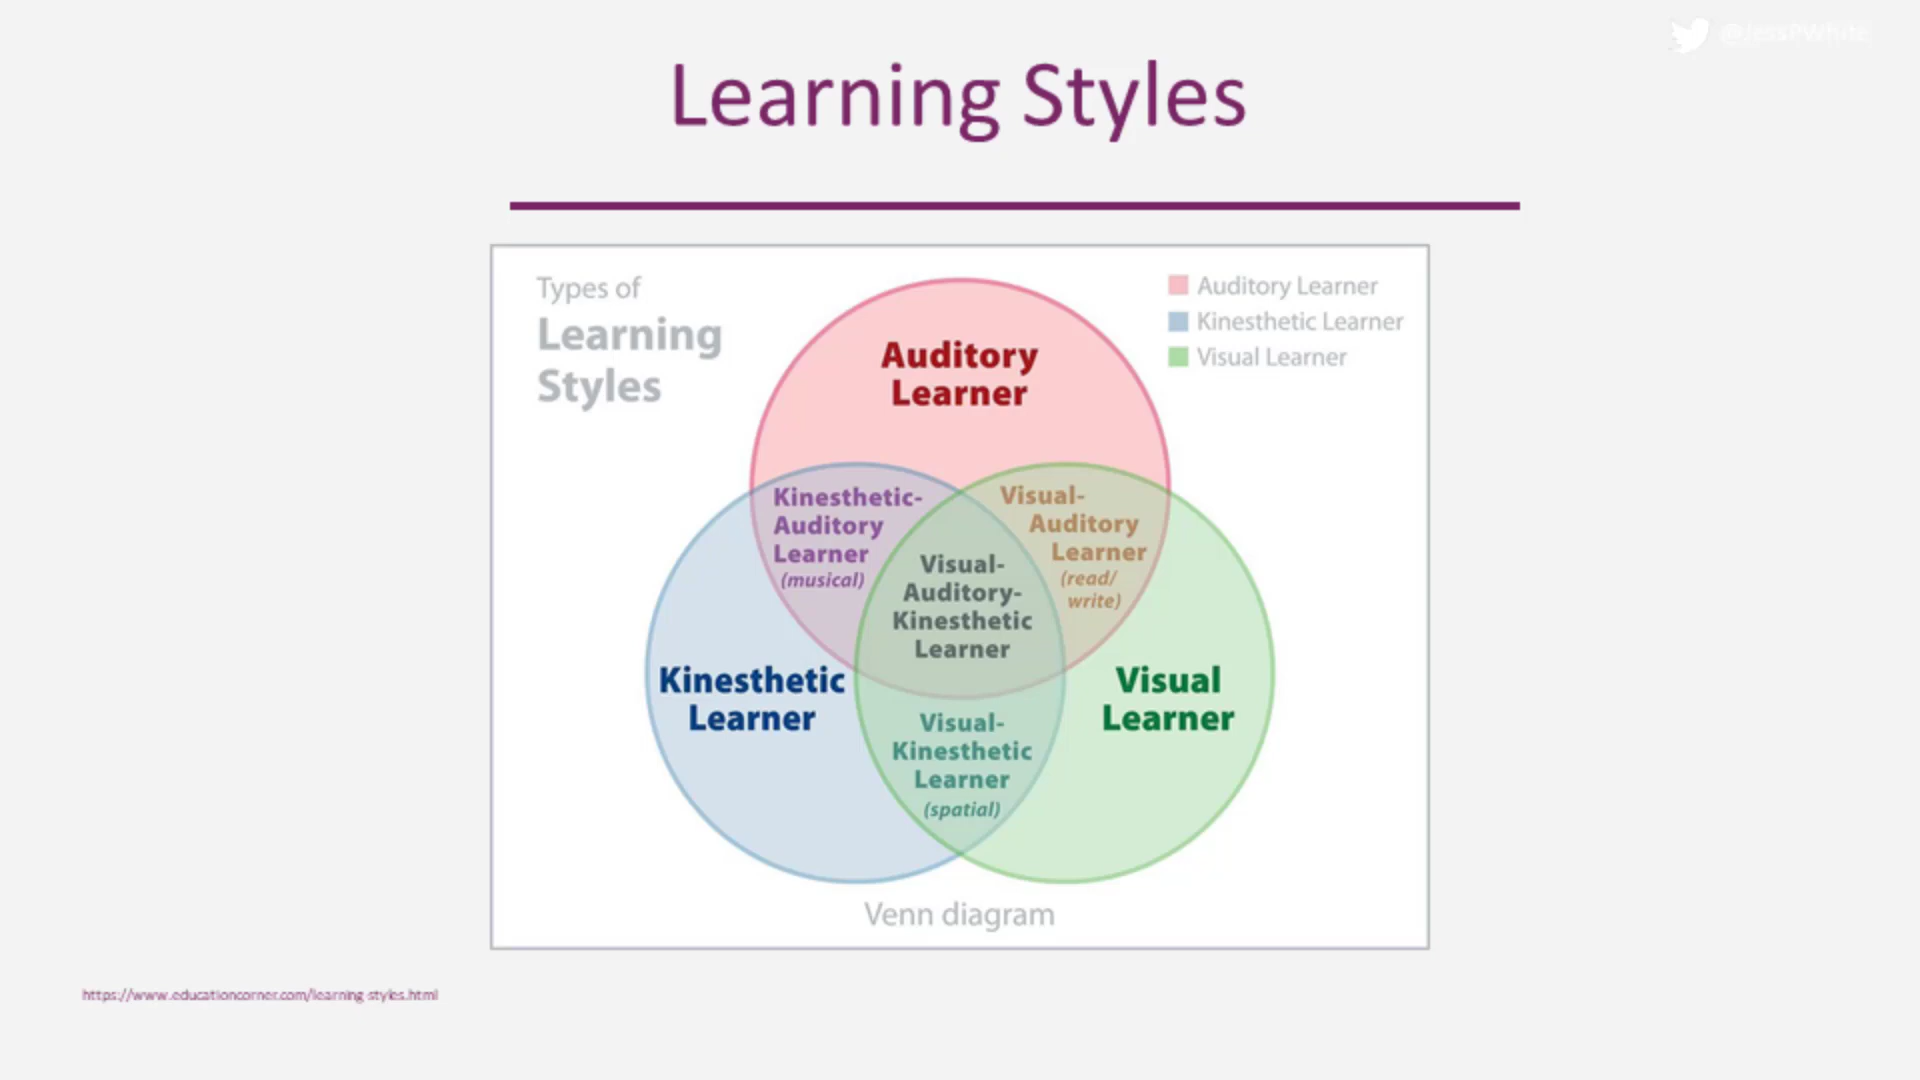 @JessPWhite
Learning Styles
Types of
Learning
Styles
Auditory Learner
Kinesthetic Learner
Visual Learner
Auditory
Learner
Kinesthetic-
Auditory
Learner
(musical)
Visual-
Auditory
Learner
(read/
write)
Visual-
Auditory-
Kinesthetic
Learner
Kinesthetic
Learner
Visual
Learner
Visual-
Kinesthetic
Learner
(spatial)
Venn diagram
https://www.educationcorner.com/learning-styles.html